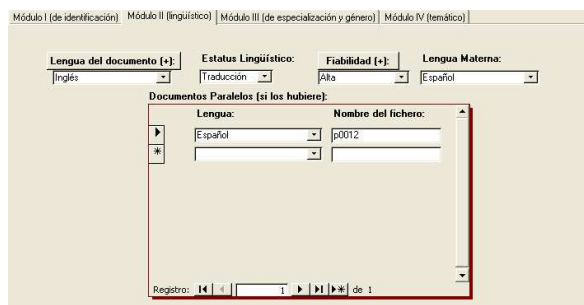 Módulo I (de identificación) Módulo II (lingüístico) Módulo III (de especialización y género) Módulo IV (temático)
Lengua del documento (+): Estatus Lingüístico: Fiabilidad (+): Lengua Materna:
Inglés Traducción Alta Español
Documentos Paralelos (si los hubiere):
Lengua: Nombre del fichero:
Español p0012
Registro: 1 de 1